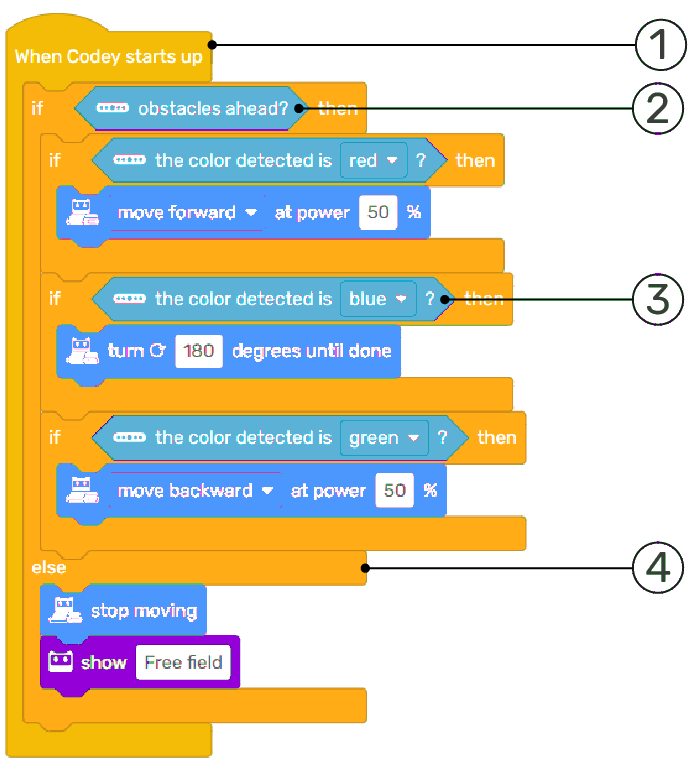 When Codey starts up
1
if obstacles ahead? then
2
if the color detected is red ? then
move forward at power 50 %
if the color detected is blue ? then
3
turn 180 degrees until done
if the color detected is green ? then
move backward at power 50 %
else
4
stop moving
show Free field